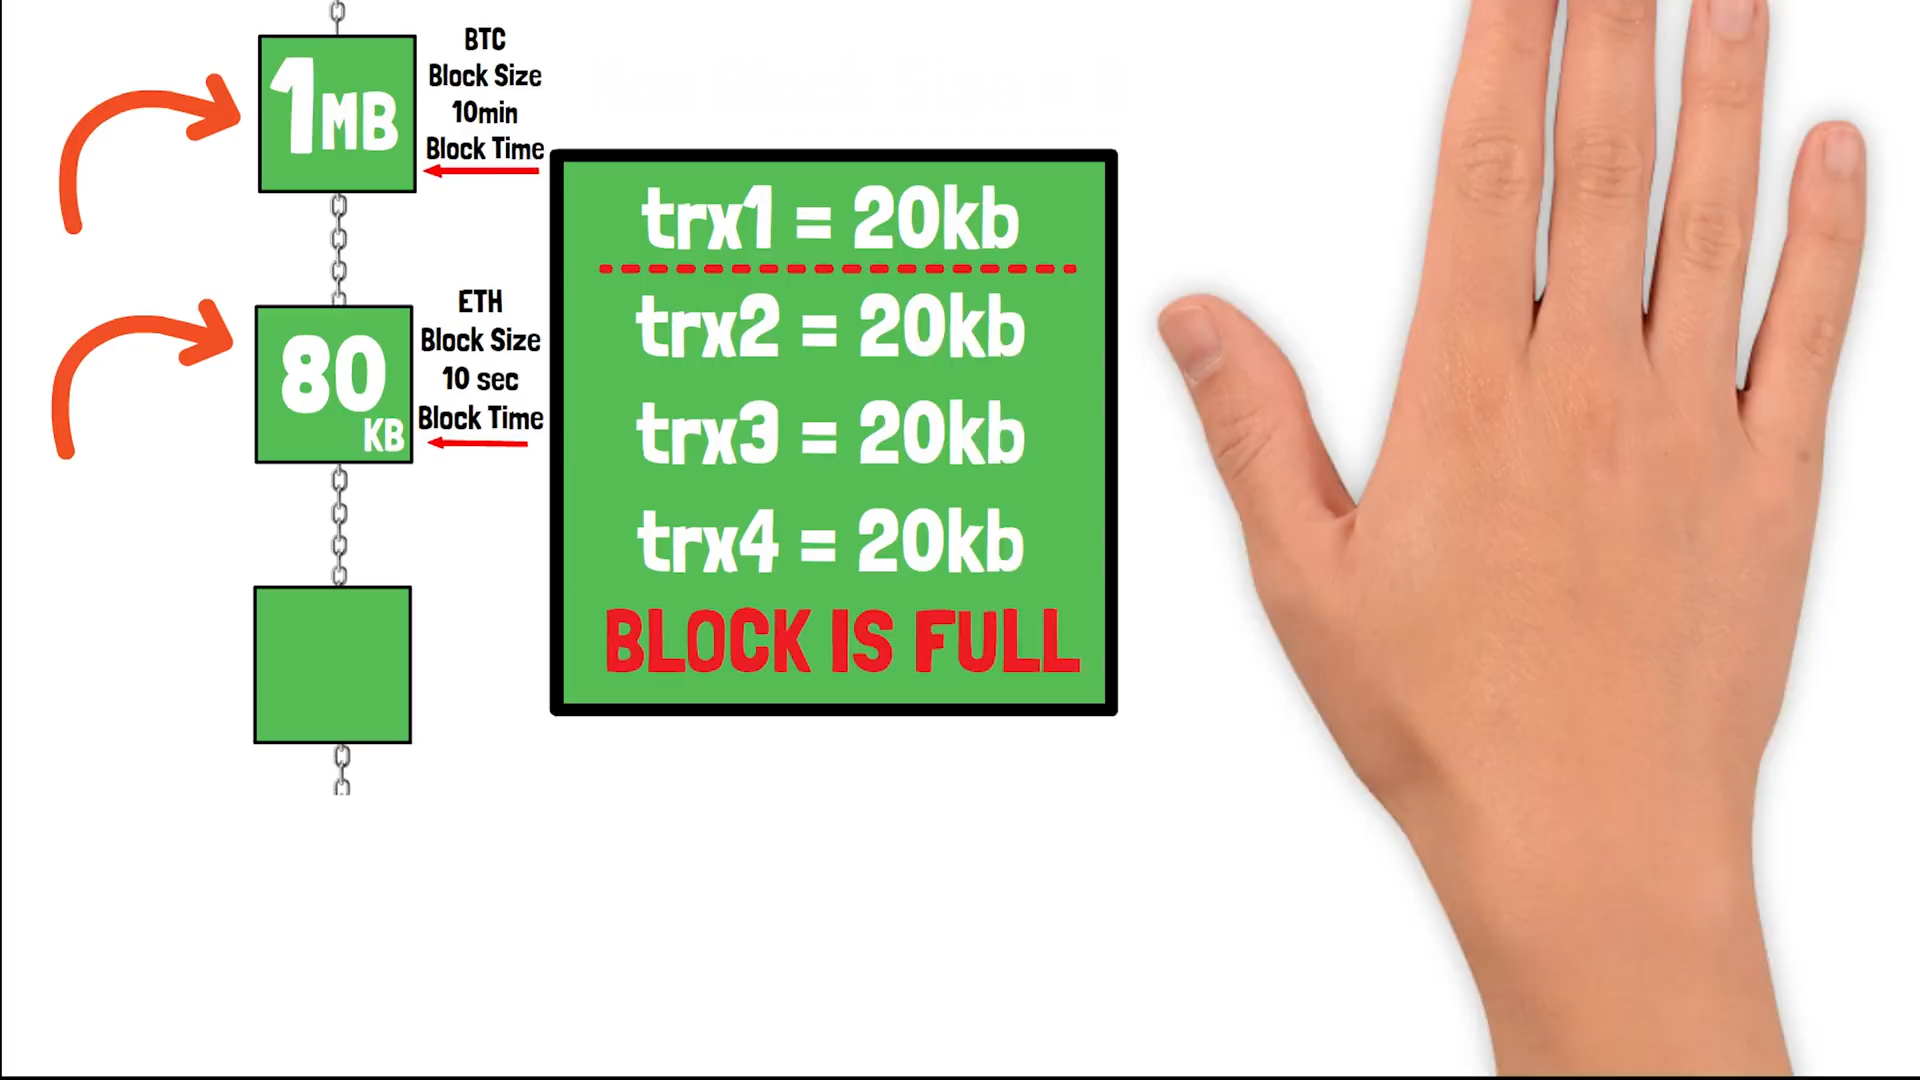 1MB
BTC
Block Size
10min
Block Time
80
KB
ETH
Block Size
10 sec
Block Time
trx1 = 20kb
trx2 = 20kb
trx3 = 20kb
trx4 = 20kb
BLOCK IS FULL